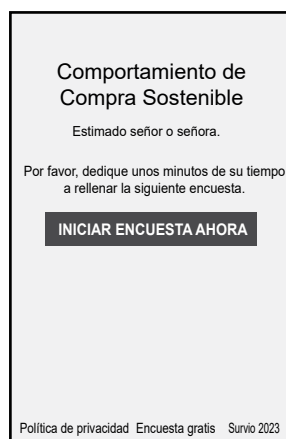 Comportamiento de
Compra Sostenible
Estimado señor o señora.
Por favor, dedique unos minutos de su tiempo
a rellenar la siguiente encuesta.
INICIAR ENCUESTA AHORA
Política de privacidad Encuesta gratis Survio 2023